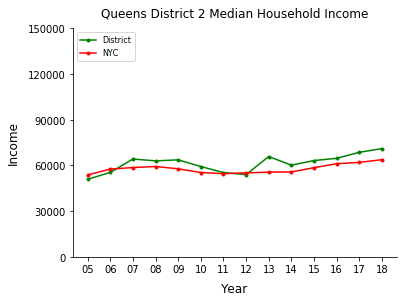 Queens District 2 Median Household Income
150000
120000
90000
60000
30000
0
Income
District
NYC
05 06 07 08 09 10 11 12 13 14 15 16 17 18
Year